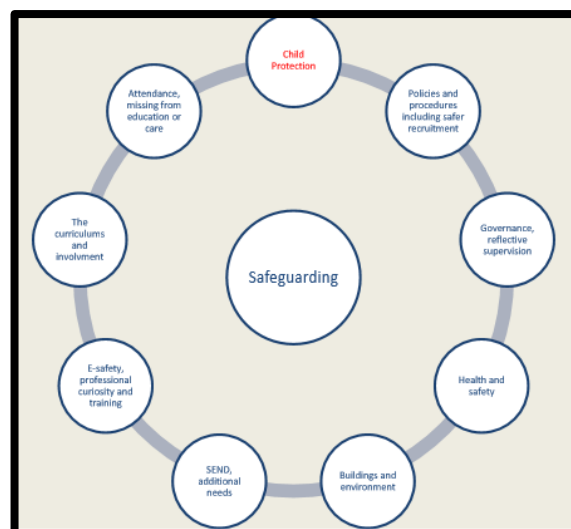 Child
Protection
Policies and
procedures
including safer
recruitment
Governance,
reflective
supervision
Health and
safety
Buildings and
environment
SEND,
additional
needs
E-safety,
professional
curiosity and
training
The
curriculums
and
involvment
Attendance,
missing from
education or
care
Safeguarding